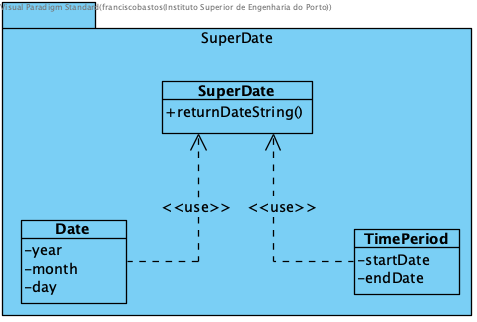 Visual Paradigm Standard(franciscobastos(Instituto Superior de Engenharia do Porto))
SuperDate
SuperDate
+returnDateString()
<<use>> <<use>>
Date
-year
-month
-day
TimePeriod
-startDate
-endDate